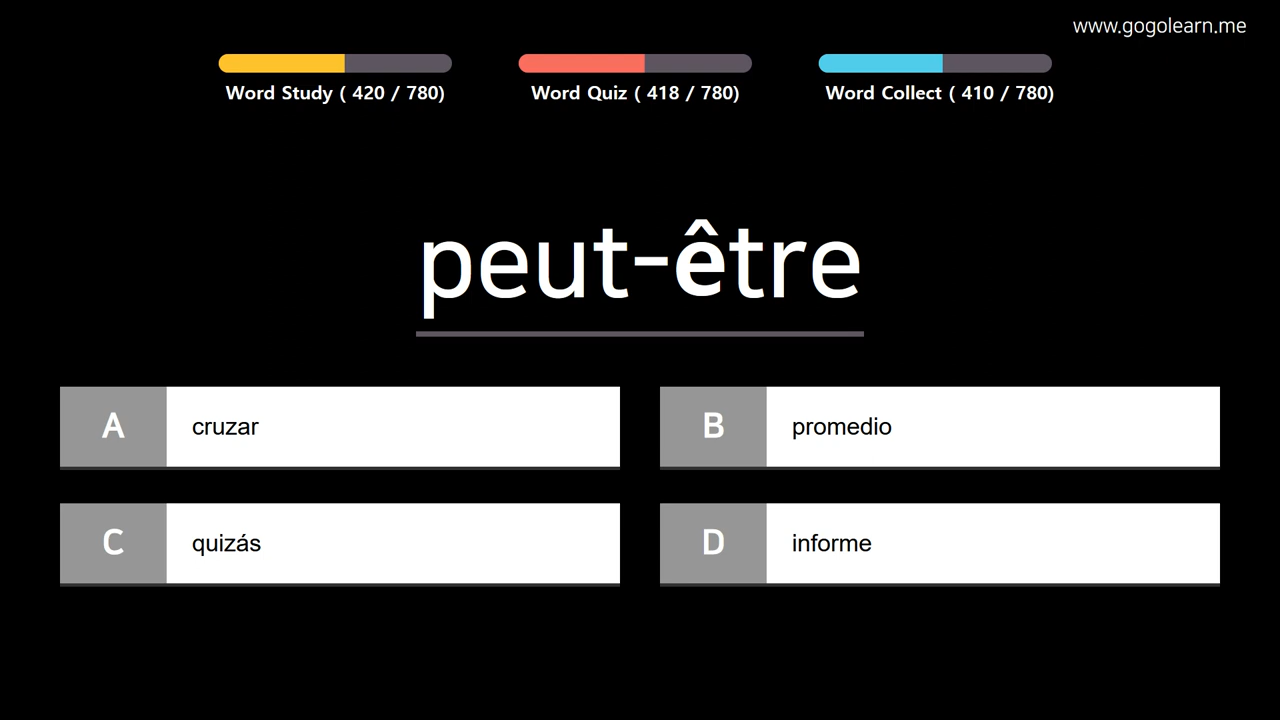 www.gogolearn.me
Word Study ( 420 / 780)
Word Quiz ( 418 / 780)
Word Collect ( 410 / 780)
peut-être
A cruzar
B promedio
C quizás
D informe